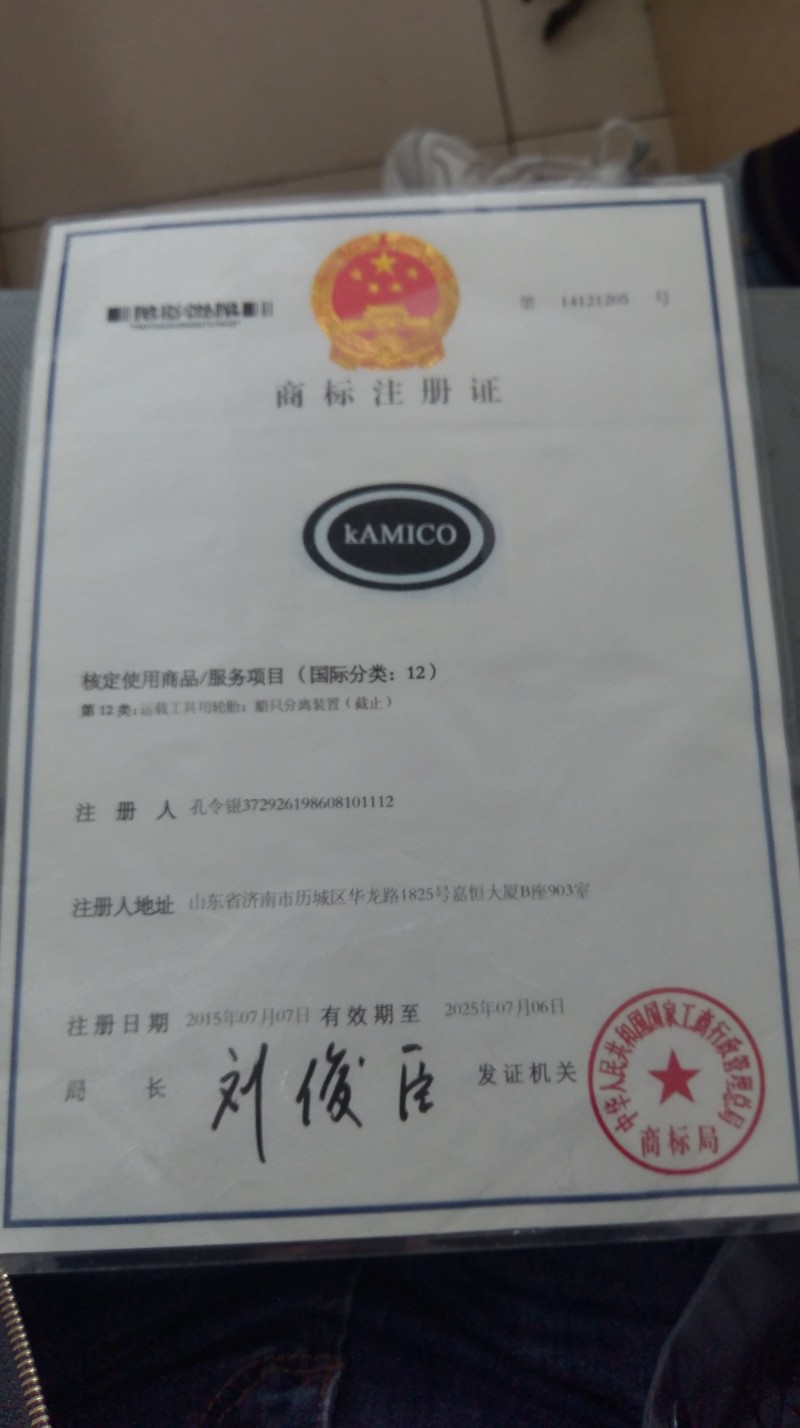 第 14121205 号
商标注册证
kAMICO
核定使用商品/服务项目（国际分类：12）
第 12 类：运载工具用轮胎；船只分离装置（截止）
注 册 人 孔令银372926198608101112
注册人地址 山东省济南市历城区华龙路1825号嘉恒大厦B座903室
注册日期 2015年07月07日 有效期至 2025年07月06日
局 长 刘俊臣 发证机关
中华人民共和国国家工商行政管理总局
商标局